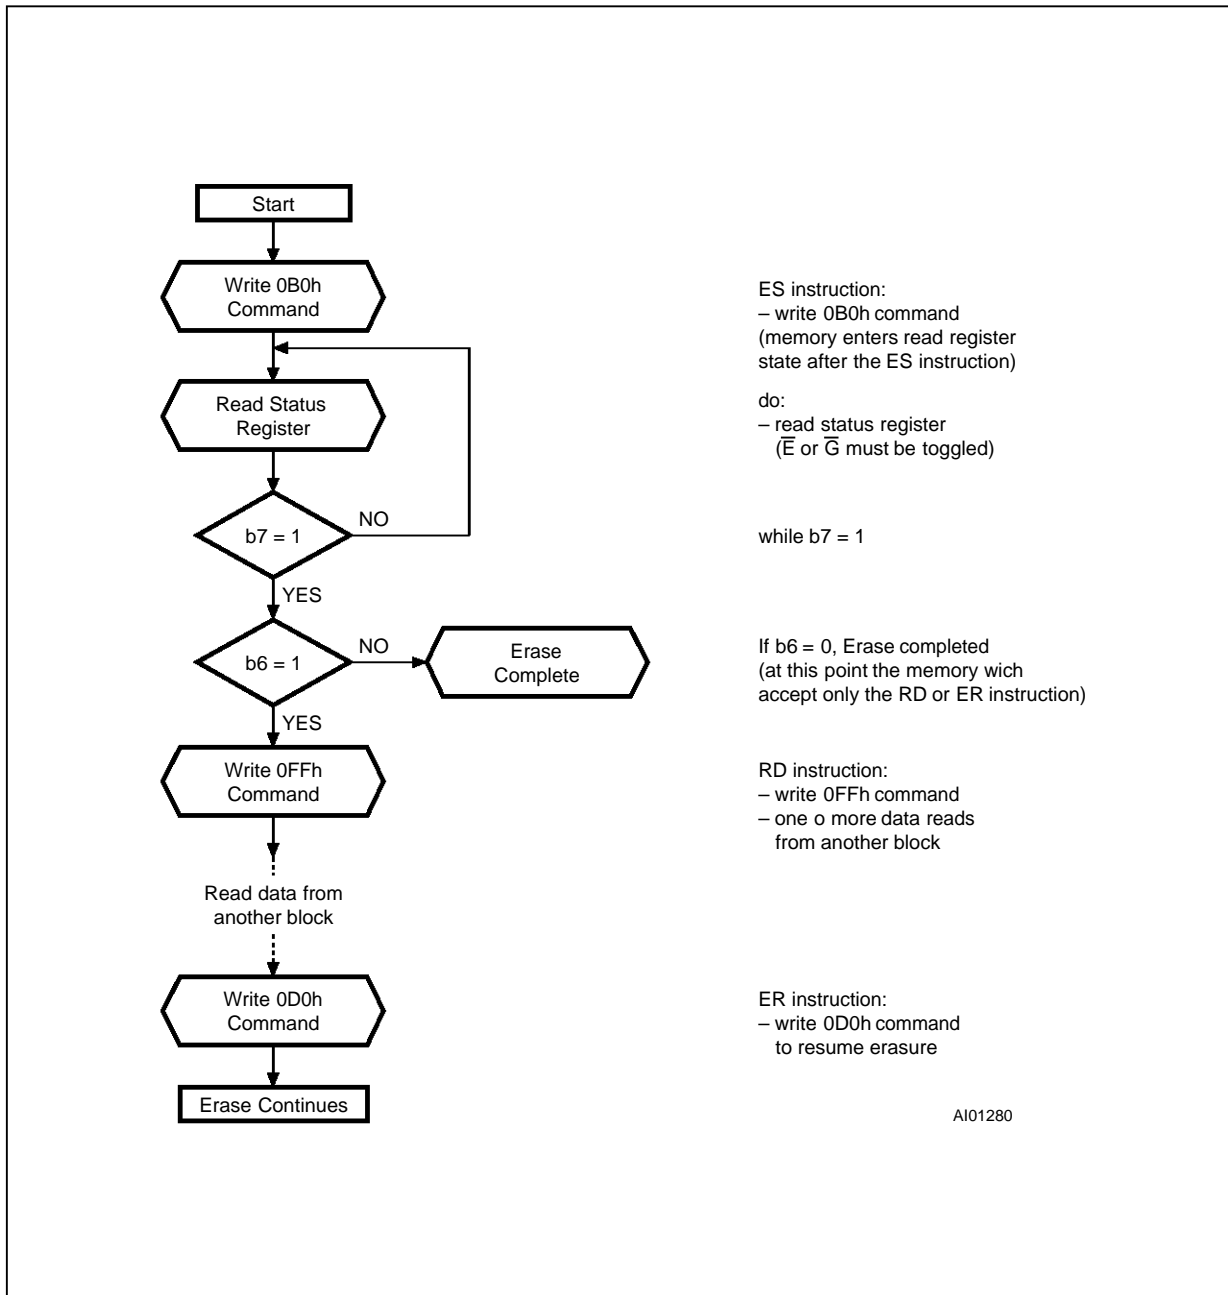 Start
Write 0B0h
Command
Read Status
Register
b7 = 1
NO
YES
b6 = 1
NO
Erase
Complete
YES
Write 0FFh
Command
Read data from
another block
Write 0D0h
Command
Erase Continues
ES instruction:
– write 0B0h command
(memory enters read register
state after the ES instruction)
do:
– read status register
(E̅ or G̅ must be toggled)
while b7 = 1
If b6 = 0, Erase completed
(at this point the memory wich
accept only the RD or ER instruction)
RD instruction:
– write 0FFh command
– one o more data reads
from another block
ER instruction:
– write 0D0h command
to resume erasure
AI01280